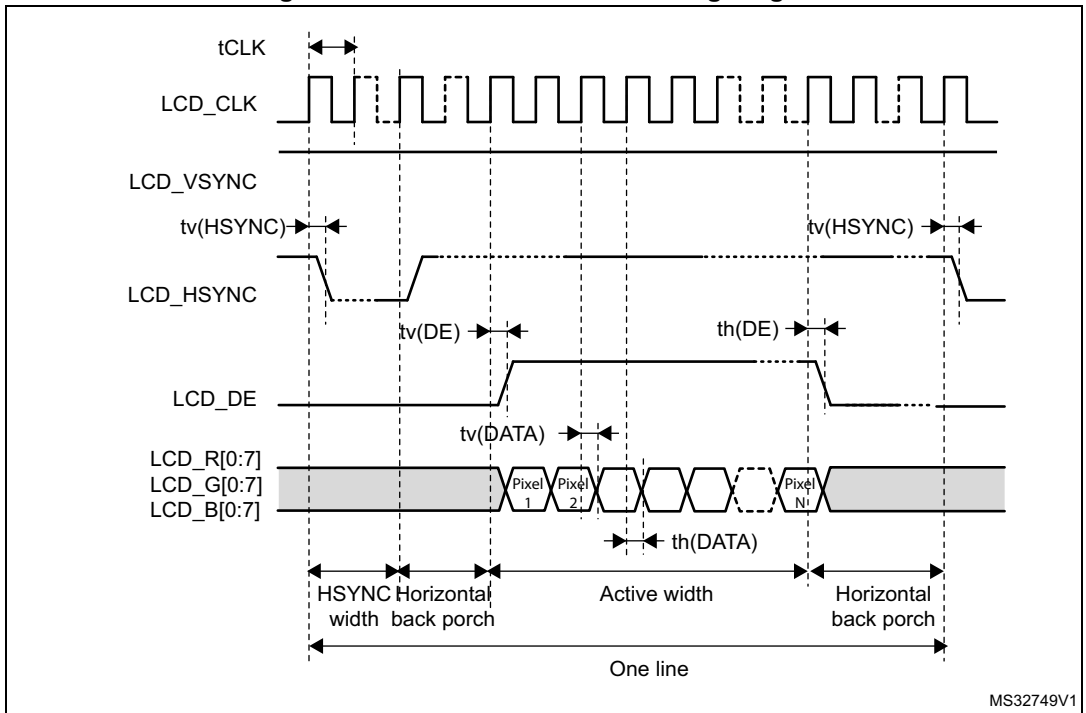 tCLK
LCD_CLK
LCD_VSYNC
tv(HSYNC)
tv(HSYNC)
LCD_HSYNC
tv(DE)
th(DE)
LCD_DE
tv(DATA)
LCD_R[0:7]
LCD_G[0:7]
LCD_B[0:7]
Pixel
1
Pixel
2
Pixel
N
th(DATA)
HSYNC
width
Horizontal
back porch
Active width
Horizontal
back porch
One line
MS32749V1